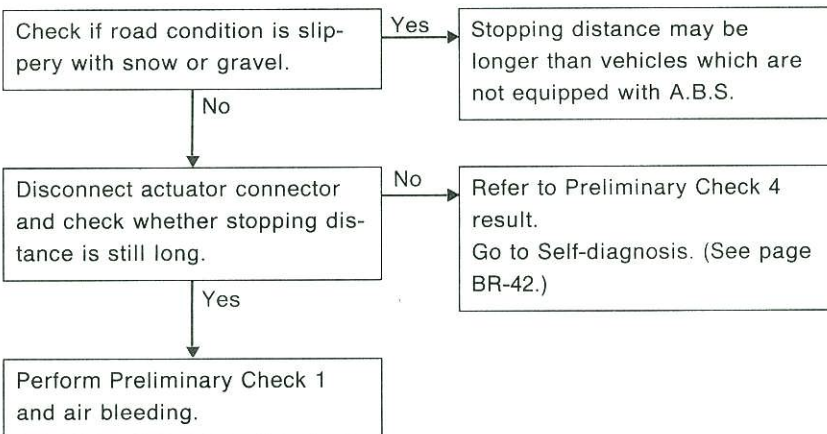 Check if road condition is slip-
pery with snow or gravel.
Yes
Stopping distance may be
longer than vehicles which are
not equipped with A.B.S.
No
Disconnect actuator connector
and check whether stopping dis-
tance is still long.
No
Refer to Preliminary Check 4
result.
Go to Self-diagnosis. (See page
BR-42.)
Yes
Perform Preliminary Check 1
and air bleeding.